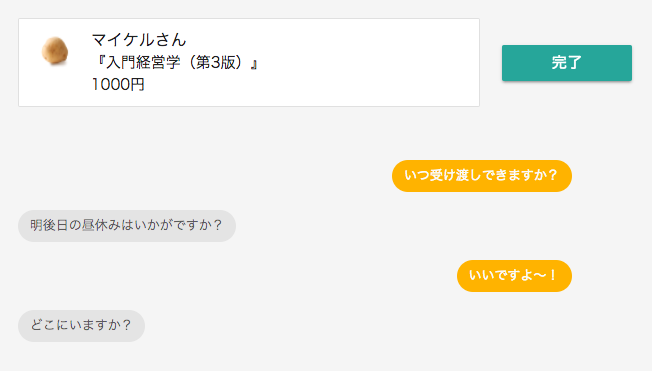 マイケルさん
『入門経営学（第3版）』
1000円
完了
いつ受け渡しできますか？
明後日の昼休みはいかがですか？
いいですよ〜！
どこにいますか？